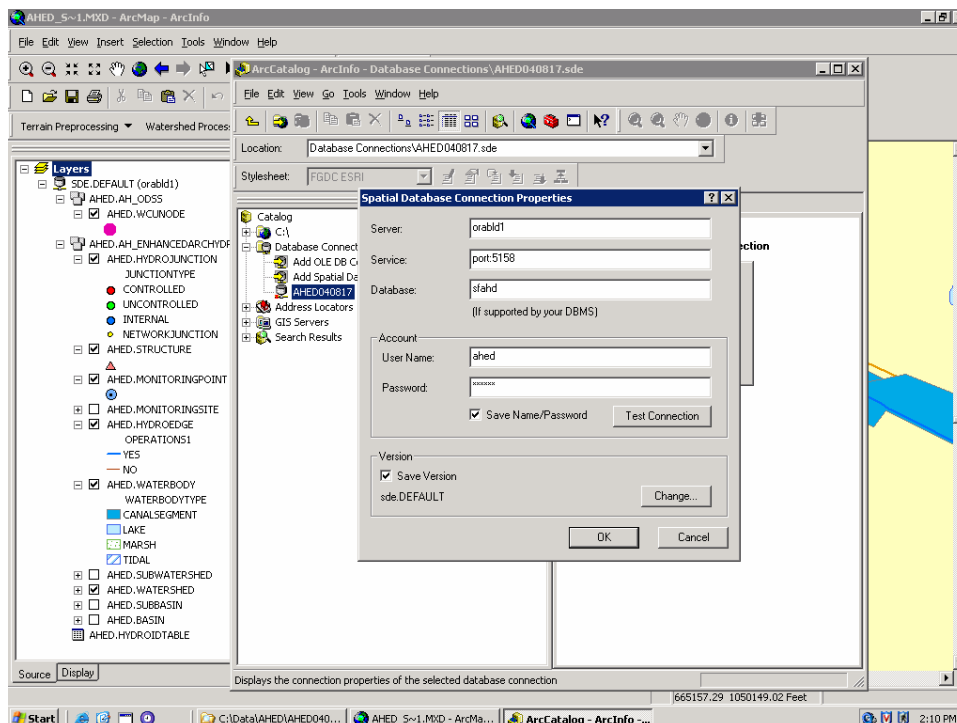 AHED_S~1.MXD - ArcMap - ArcInfo
File Edit View Insert Selection Tools Window Help
ArcCatalog - ArcInfo - Database Connections\AHED040817.sde
File Edit View Go Tools Window Help
Terrain Preprocessing Watershed Proces
Location: Database Connections\AHED040817.sde
Stylesheet: FGDC ESRI
Layers
SDE.DEFAULT (orabld1)
AHED.AH_ODSS
AHED.WCUNODE
AHED.AH_ENHANCEDARCHYDR
AHED.HYDROJUNCTION
JUNCTIONTYPE
CONTROLLED
UNCONTROLLED
INTERNAL
NETWORKJUNCTION
AHED.STRUCTURE
AHED.MONITORINGPOINT
AHED.MONITORINGSITE
AHED.HYDROEDGE
OPERATIONS1
YES
NO
AHED.WATERBODY
WATERBODYTYPE
CANALSEGMENT
LAKE
MARSH
TIDAL
AHED.SUBWATERSHED
AHED.WATERSHED
AHED.SUBBASIN
AHED.BASIN
AHED.HYDROIDTABLE
Source Display
Catalog
C:\
Database Connect
Add OLE DB C
Add Spatial Da
AHED040817
Address Locators
GIS Servers
Search Results
ection
Spatial Database Connection Properties
Server: orabld1
Service: port:5158
Database: sfahd
(If supported by your DBMS)
Account
User Name: ahed
Password: xxxxxx
Save Name/Password Test Connection
Version
Save Version
sde.DEFAULT Change...
OK Cancel
Displays the connection properties of the selected database connection
665157.29 1050149.02 Feet
Start C:\Data\AHED\AHED040... AHED_S~1.MXD - ArcMa... ArcCatalog - ArcInfo -... 2:10 PM